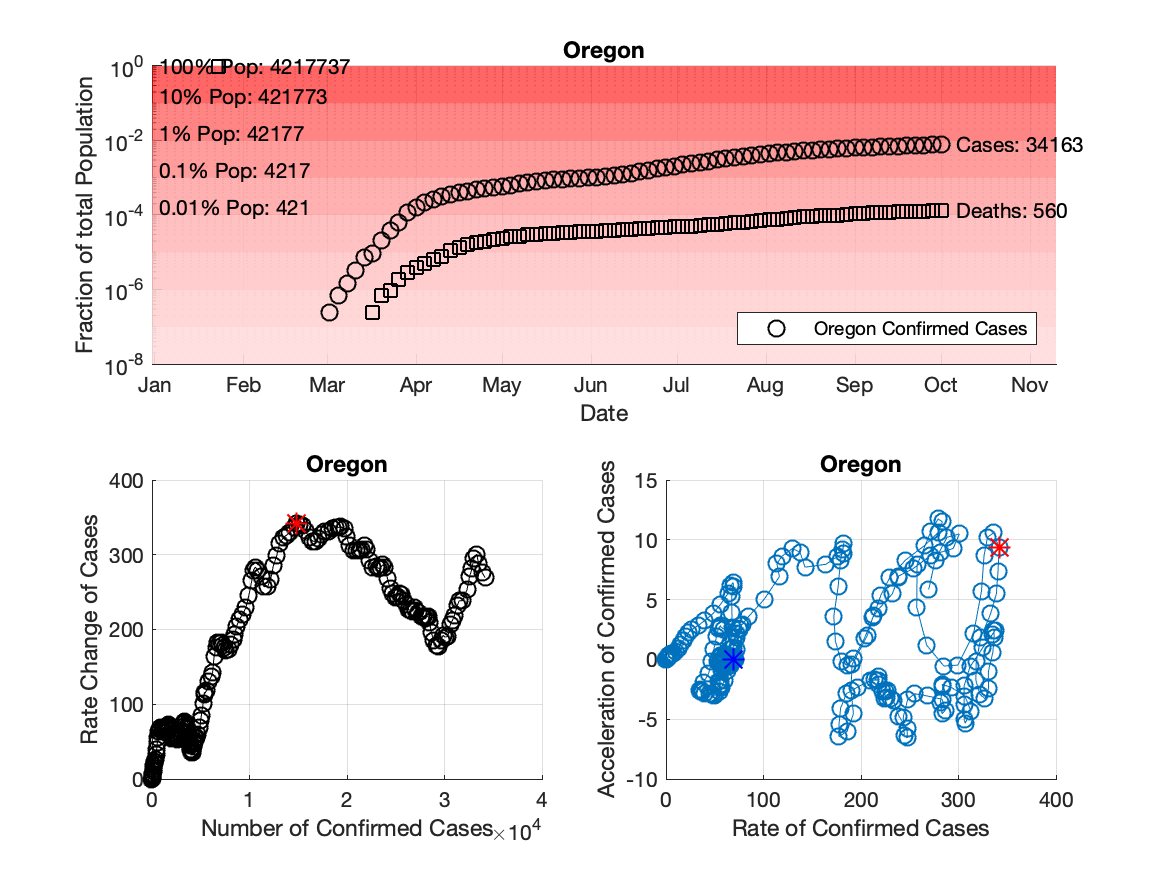 Oregon
Fraction of total Population
10^0
10^-2
10^-4
10^-6
10^-8
100% Pop: 4217737
10% Pop: 421773
1% Pop: 42177
0.1% Pop: 4217
0.01% Pop: 421
Cases: 34163
Deaths: 560
Oregon Confirmed Cases
Jan Feb Mar Apr May Jun Jul Aug Sep Oct Nov
Date
Oregon
Rate Change of Cases
400
300
200
100
0
0 1 2 3 4
Number of Confirmed Cases ×10^4
Oregon
Acceleration of Confirmed Cases
15
10
5
0
-5
-10
0 100 200 300 400
Rate of Confirmed Cases